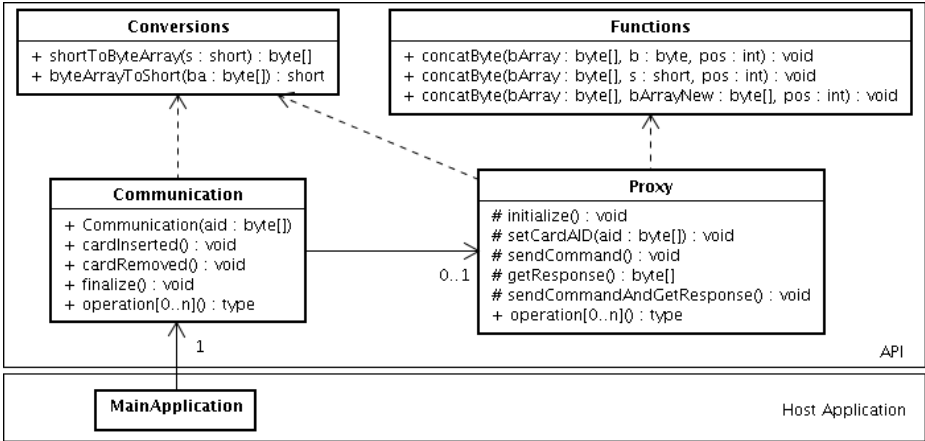 Conversions
+ shortToByteArray(s : short) : byte[]
+ byteArrayToShort(ba : byte[]) : short
Functions
+ concatByte(bArray : byte[], b : byte, pos : int) : void
+ concatByte(bArray : byte[], s : short, pos : int) : void
+ concatByte(bArray : byte[], bArrayNew : byte[], pos : int) : void
Communication
+ Communication(aid : byte[])
+ cardInserted() : void
+ cardRemoved() : void
+ finalize() : void
+ operation[0..n]() : type
Proxy
# initialize() : void
# setCardAID(aid : byte[]) : void
# sendCommand() : void
# getResponse() : byte[]
# sendCommandAndGetResponse() : void
+ operation[0..n]() : type
0..1
1
API
MainApplication
Host Application